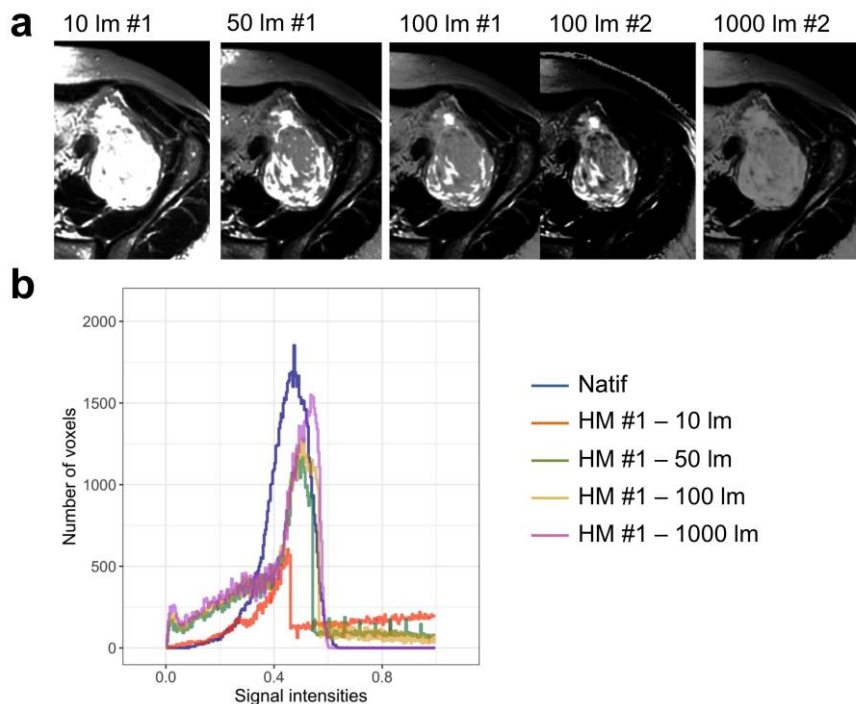 a
10 lm #1 50 lm #1 100 lm #1 100 lm #2 1000 lm #2
b
2000
1500
1000
500
0
Number of voxels
0.0 0.4 0.8
Signal intensities
Natif
HM #1 – 10 lm
HM #1 – 50 lm
HM #1 – 100 lm
HM #1 – 1000 lm